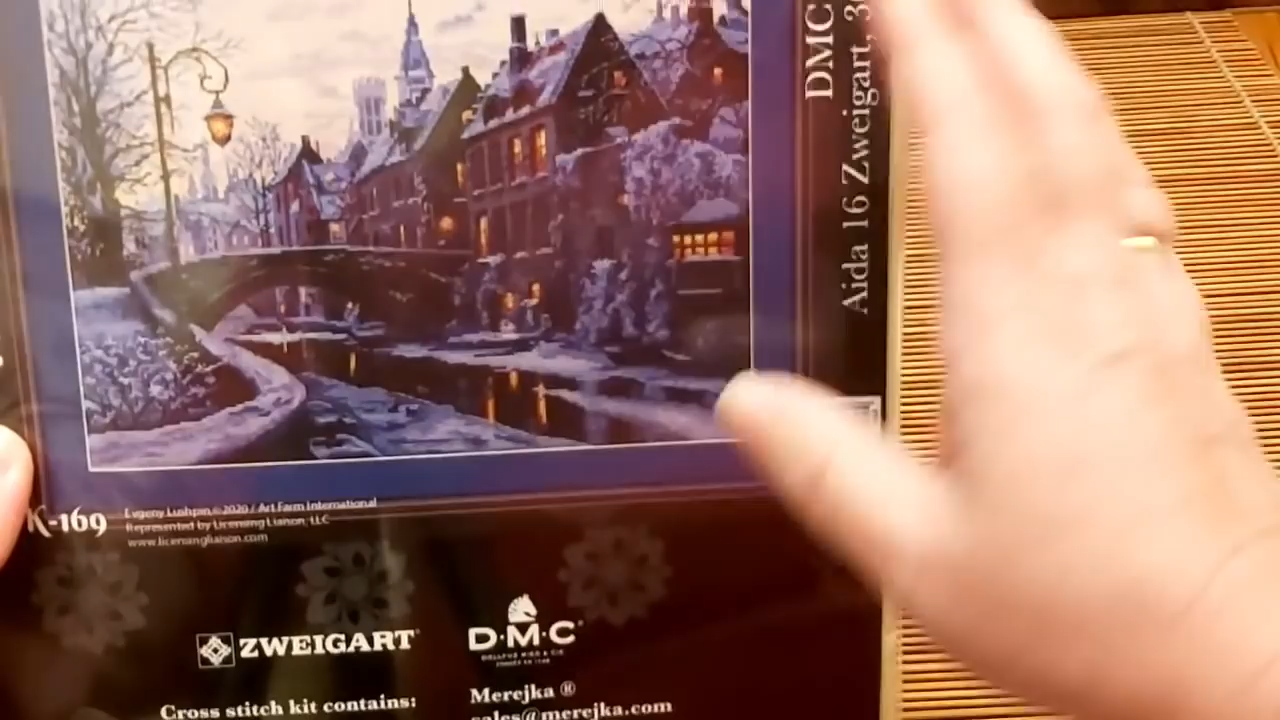 DMC
Aida 16 Zweigart, 3
K-169
Evgeny Lushpin © 2020 / Art Farm International
Represented by Licensing Liaison, LLC
www.licensingliaison.com
ZWEIGART
D·M·C
Cross stitch kit contains:
Merejka ®
sales@merejka.com